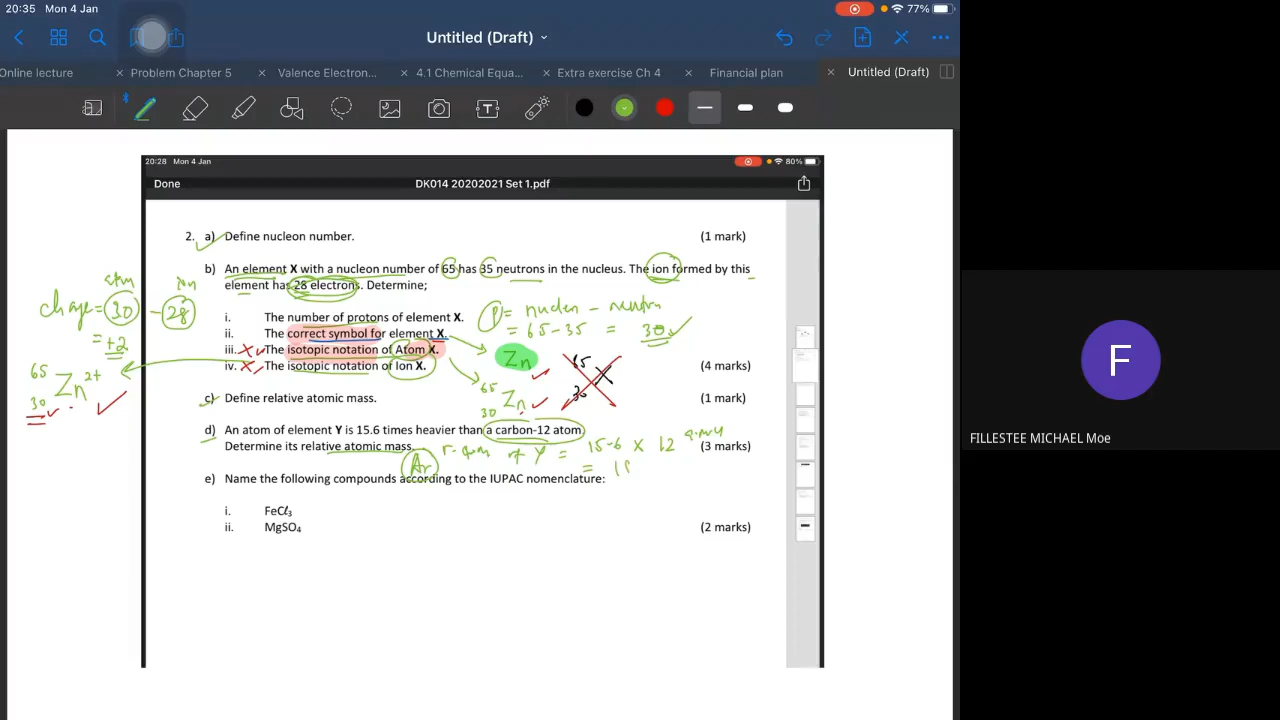 20:35 Mon 4 Jan
77%
Untitled (Draft)
Online lecture
Problem Chapter 5
Valence Electron...
4.1 Chemical Equa...
Extra exercise Ch 4
Financial plan
Untitled (Draft)
20:28 Mon 4 Jan
80%
Done
DK014 20202021 Set 1.pdf
2. a) Define nucleon number. (1 mark)
b) An element X with a nucleon number of 65 has 35 neutrons in the nucleus. The ion formed by this
element has 28 electrons. Determine;
i. The number of protons of element X.
ii. The correct symbol for element X.
iii. The isotopic notation of Atom X.
iv. The isotopic notation of Ion X. (4 marks)
c) Define relative atomic mass. (1 mark)
d) An atom of element Y is 15.6 times heavier than a carbon-12 atom.
Determine its relative atomic mass. (3 marks)
e) Name the following compounds according to the IUPAC nomenclature:
i. FeCl₃
ii. MgSO₄ (2 marks)
atom
ion
charge = 30 - 28
= +2
65
30
Zn²⁺
P = nucleon - neutron
= 65 - 35 = 30
Zn
65
30
Zn
65
30
X
of Y = 15.6 X 12
Ar
=
F
FILLESTEE MICHAEL Moe